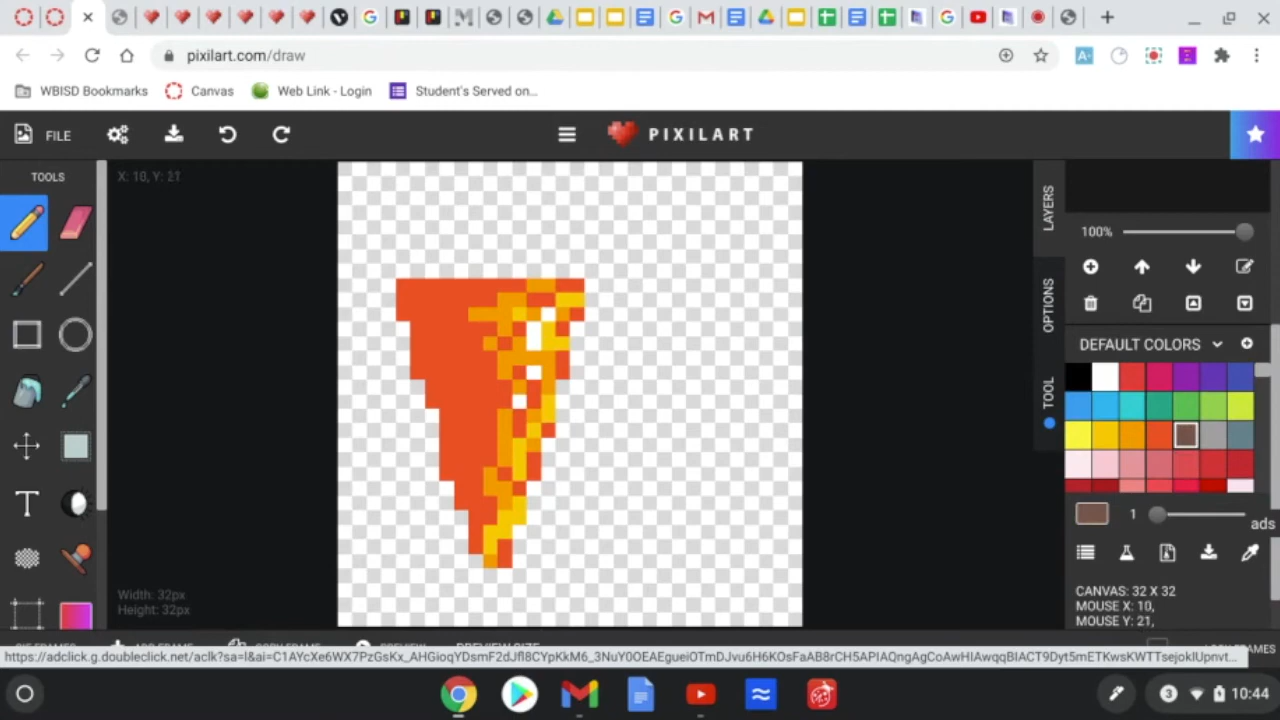 pixilart.com/draw
WBISD Bookmarks
Canvas
Web Link - Login
Student's Served on...
FILE
PIXILART
TOOLS
X: 10, Y: 21
LAYERS
OPTIONS
TOOL
100%
DEFAULT COLORS
1
ads
CANVAS: 32 X 32
MOUSE X: 10,
MOUSE Y: 21,
Width: 32px
Height: 32px
T
A+
3
10:44